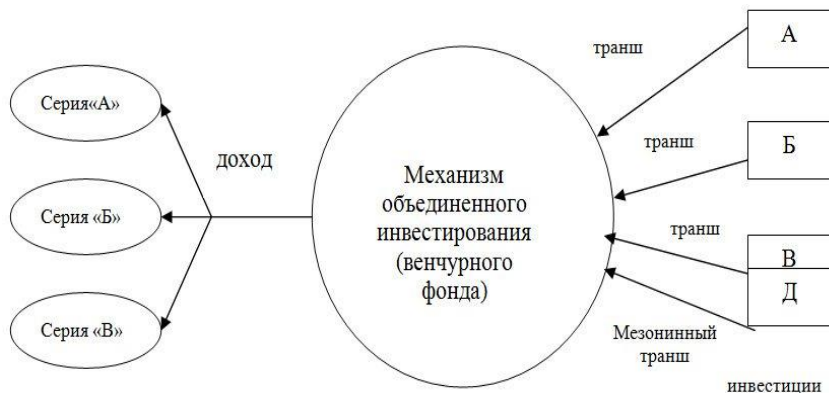 Серия«А»
Серия «Б»
Серия «В»
доход
Механизм
объединенного
инвестирования
(венчурного
фонда)
транш
А
транш
Б
транш
В
Д
Мезонинный
транш
инвестиции